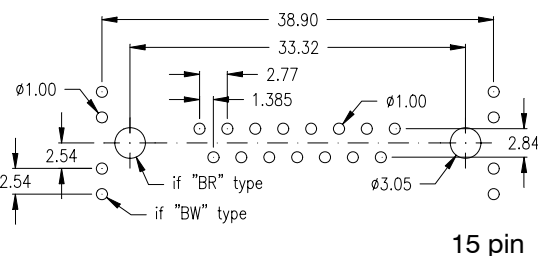 38.90
33.32
2.77
ø1.00
1.385
ø1.00
2.54
2.84
2.54
if "BR" type
ø3.05
if "BW" type
15 pin